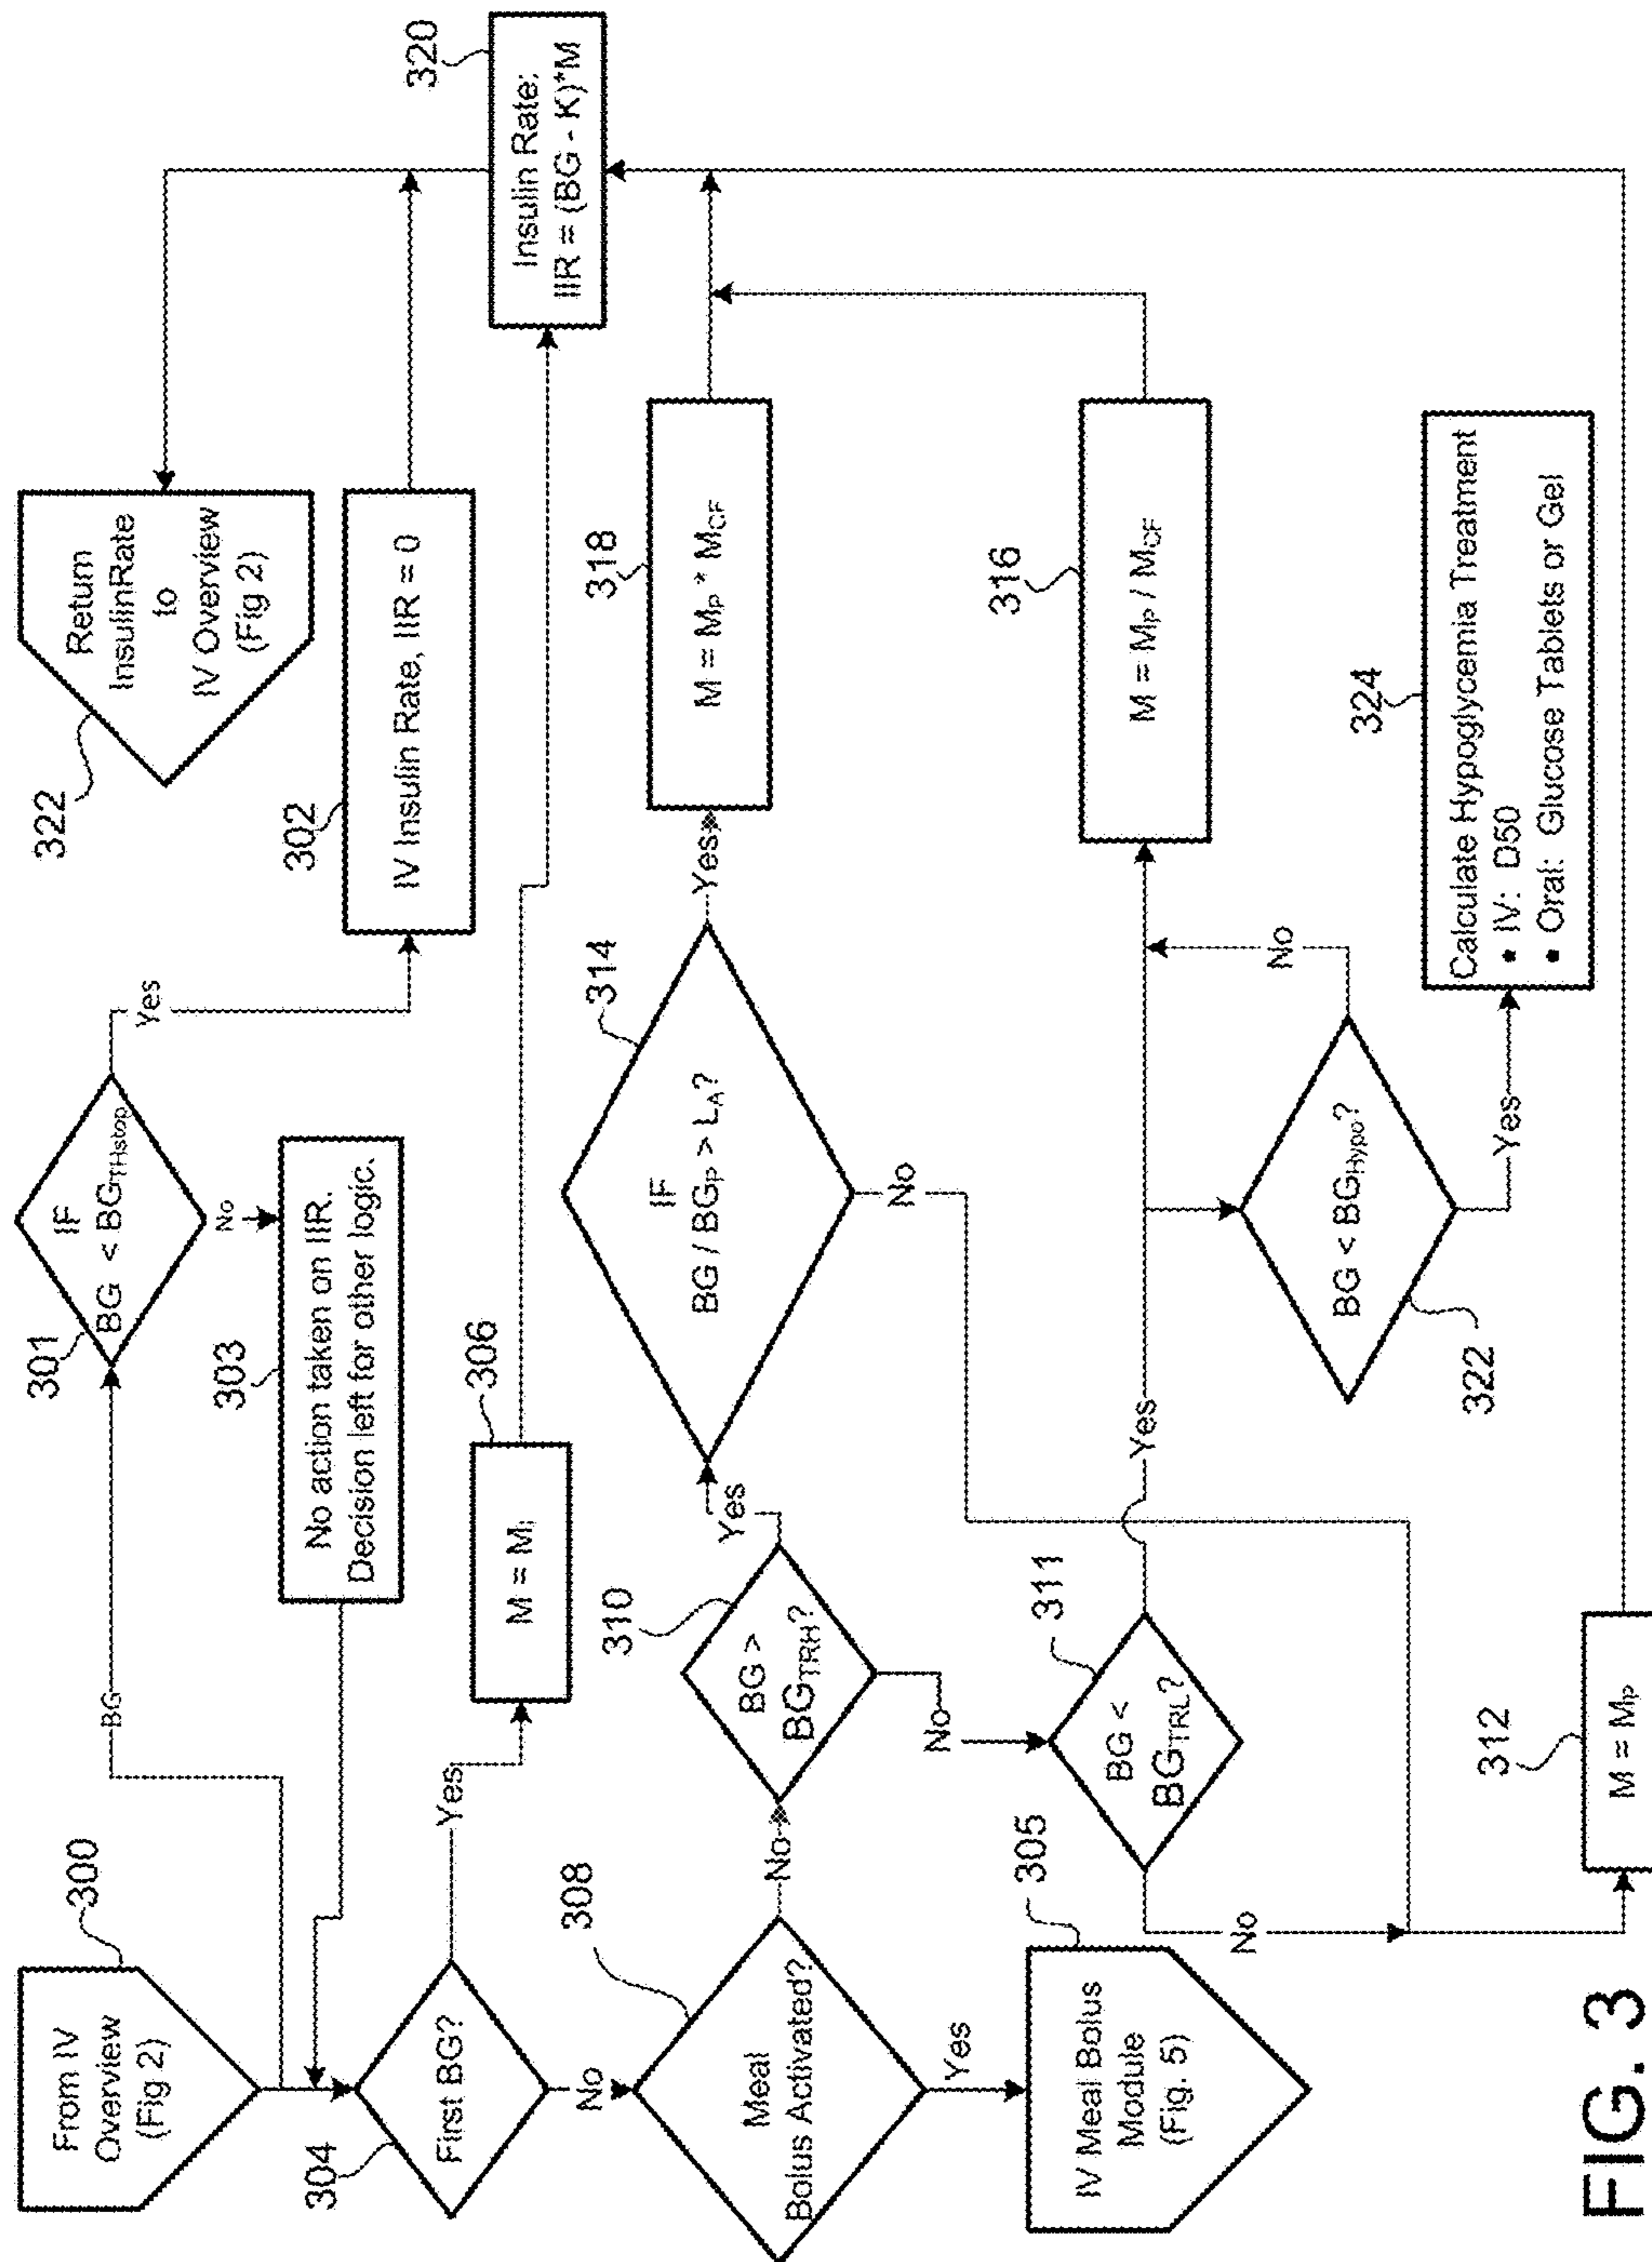 From IV
Overview
(Fig 2)
300
BG
301
IF
BG < BG_THstop
Yes
No
303
No action taken on IIR.
Decision left for other logic.
302
IV Insulin Rate, IIR = 0
322
Return
InsulinRate
to
IV Overview
(Fig 2)
304
First BG?
Yes
No
306
M = M_I
320
Insulin Rate:
IIR = (BG - K)*M
308
Meal
Bolus Activated?
No
Yes
310
BG >
BG_TRH?
Yes
No
314
IF
BG / BG_P > L_A?
Yes
No
318
M = M_P * M_CF
305
IV Meal Bolus
Module
(Fig. 5)
311
BG <
BG_TRL?
Yes
No
316
M = M_P / M_CF
322
BG < BG_Hypo?
No
Yes
324
Calculate Hypoglycemia Treatment
• IV: D50
• Oral: Glucose Tablets or Gel
312
M = M_P
FIG. 3